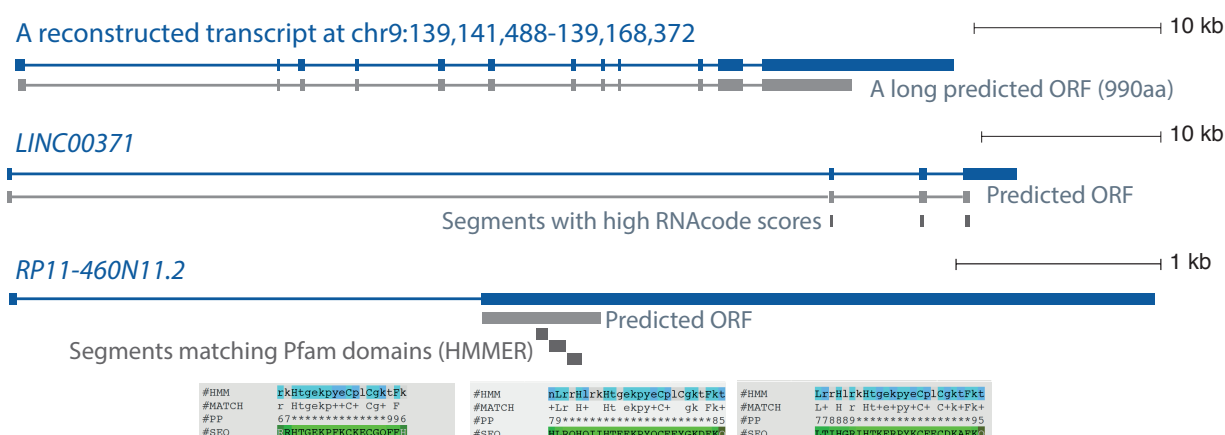 10 kb
A reconstructed transcript at chr9:139,141,488-139,168,372
A long predicted ORF (990aa)
LINC00371
10 kb
Predicted ORF
Segments with high RNAcode scores
RP11-460N11.2
1 kb
Predicted ORF
Segments matching Pfam domains (HMMER)
#HMM rkHtgekpyeCplCgktFk
#MATCH r Htgekp++C+ Cg+ F
#PP 67**************996
#SEQ
#HMM nLrrHlrkHtgekpyeCplCgktFkt
#MATCH +Lr H+ Ht ekpy+C+ gk Fk+
#PP 79**********************85
#SEQ
#HMM LrrHlrkHtgekpyeCplCgktFkt
#MATCH L+ H r Ht+e+py+C+ C+k+Fk+
#PP 778889*****************95
#SEQ